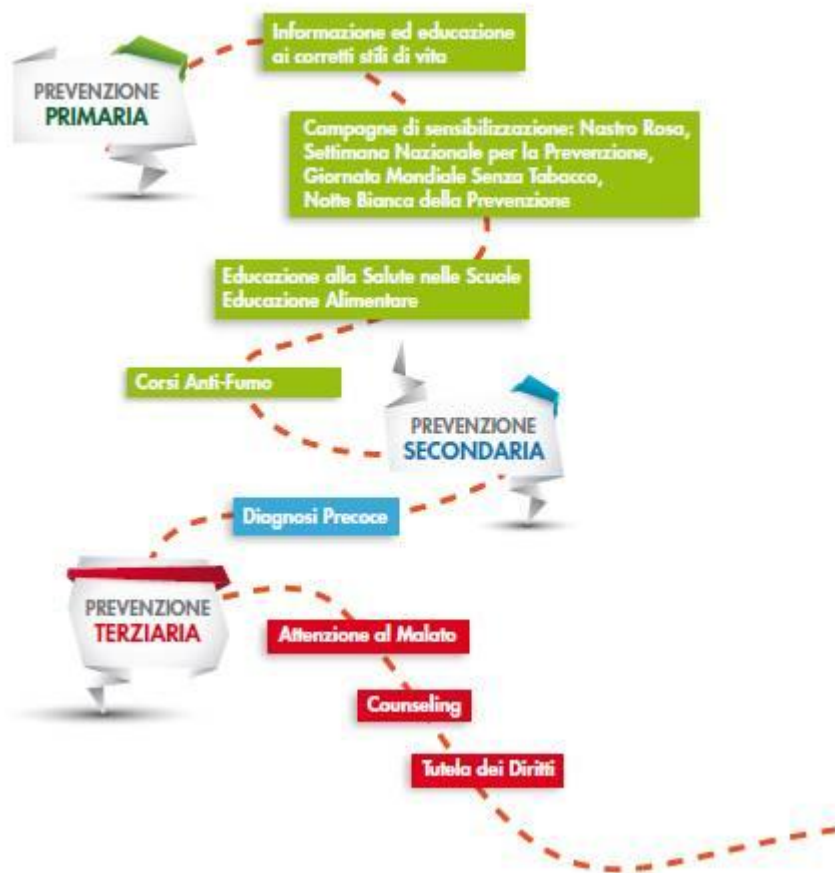 PREVENZIONE
PRIMARIA
Informazione ed educazione
ai corretti stili di vita
Campagne di sensibilizzazione: Nastro Rosa,
Settimana Nazionale per la Prevenzione,
Giornata Mondiale Senza Tabacco,
Notte Bianca della Prevenzione
Educazione alla Salute nelle Scuole
Educazione Alimentare
Corsi Anti-Fumo
PREVENZIONE
SECONDARIA
Diagnosi Precoce
PREVENZIONE
TERZIARIA
Attenzione al Malato
Counseling
Tutela dei Diritti